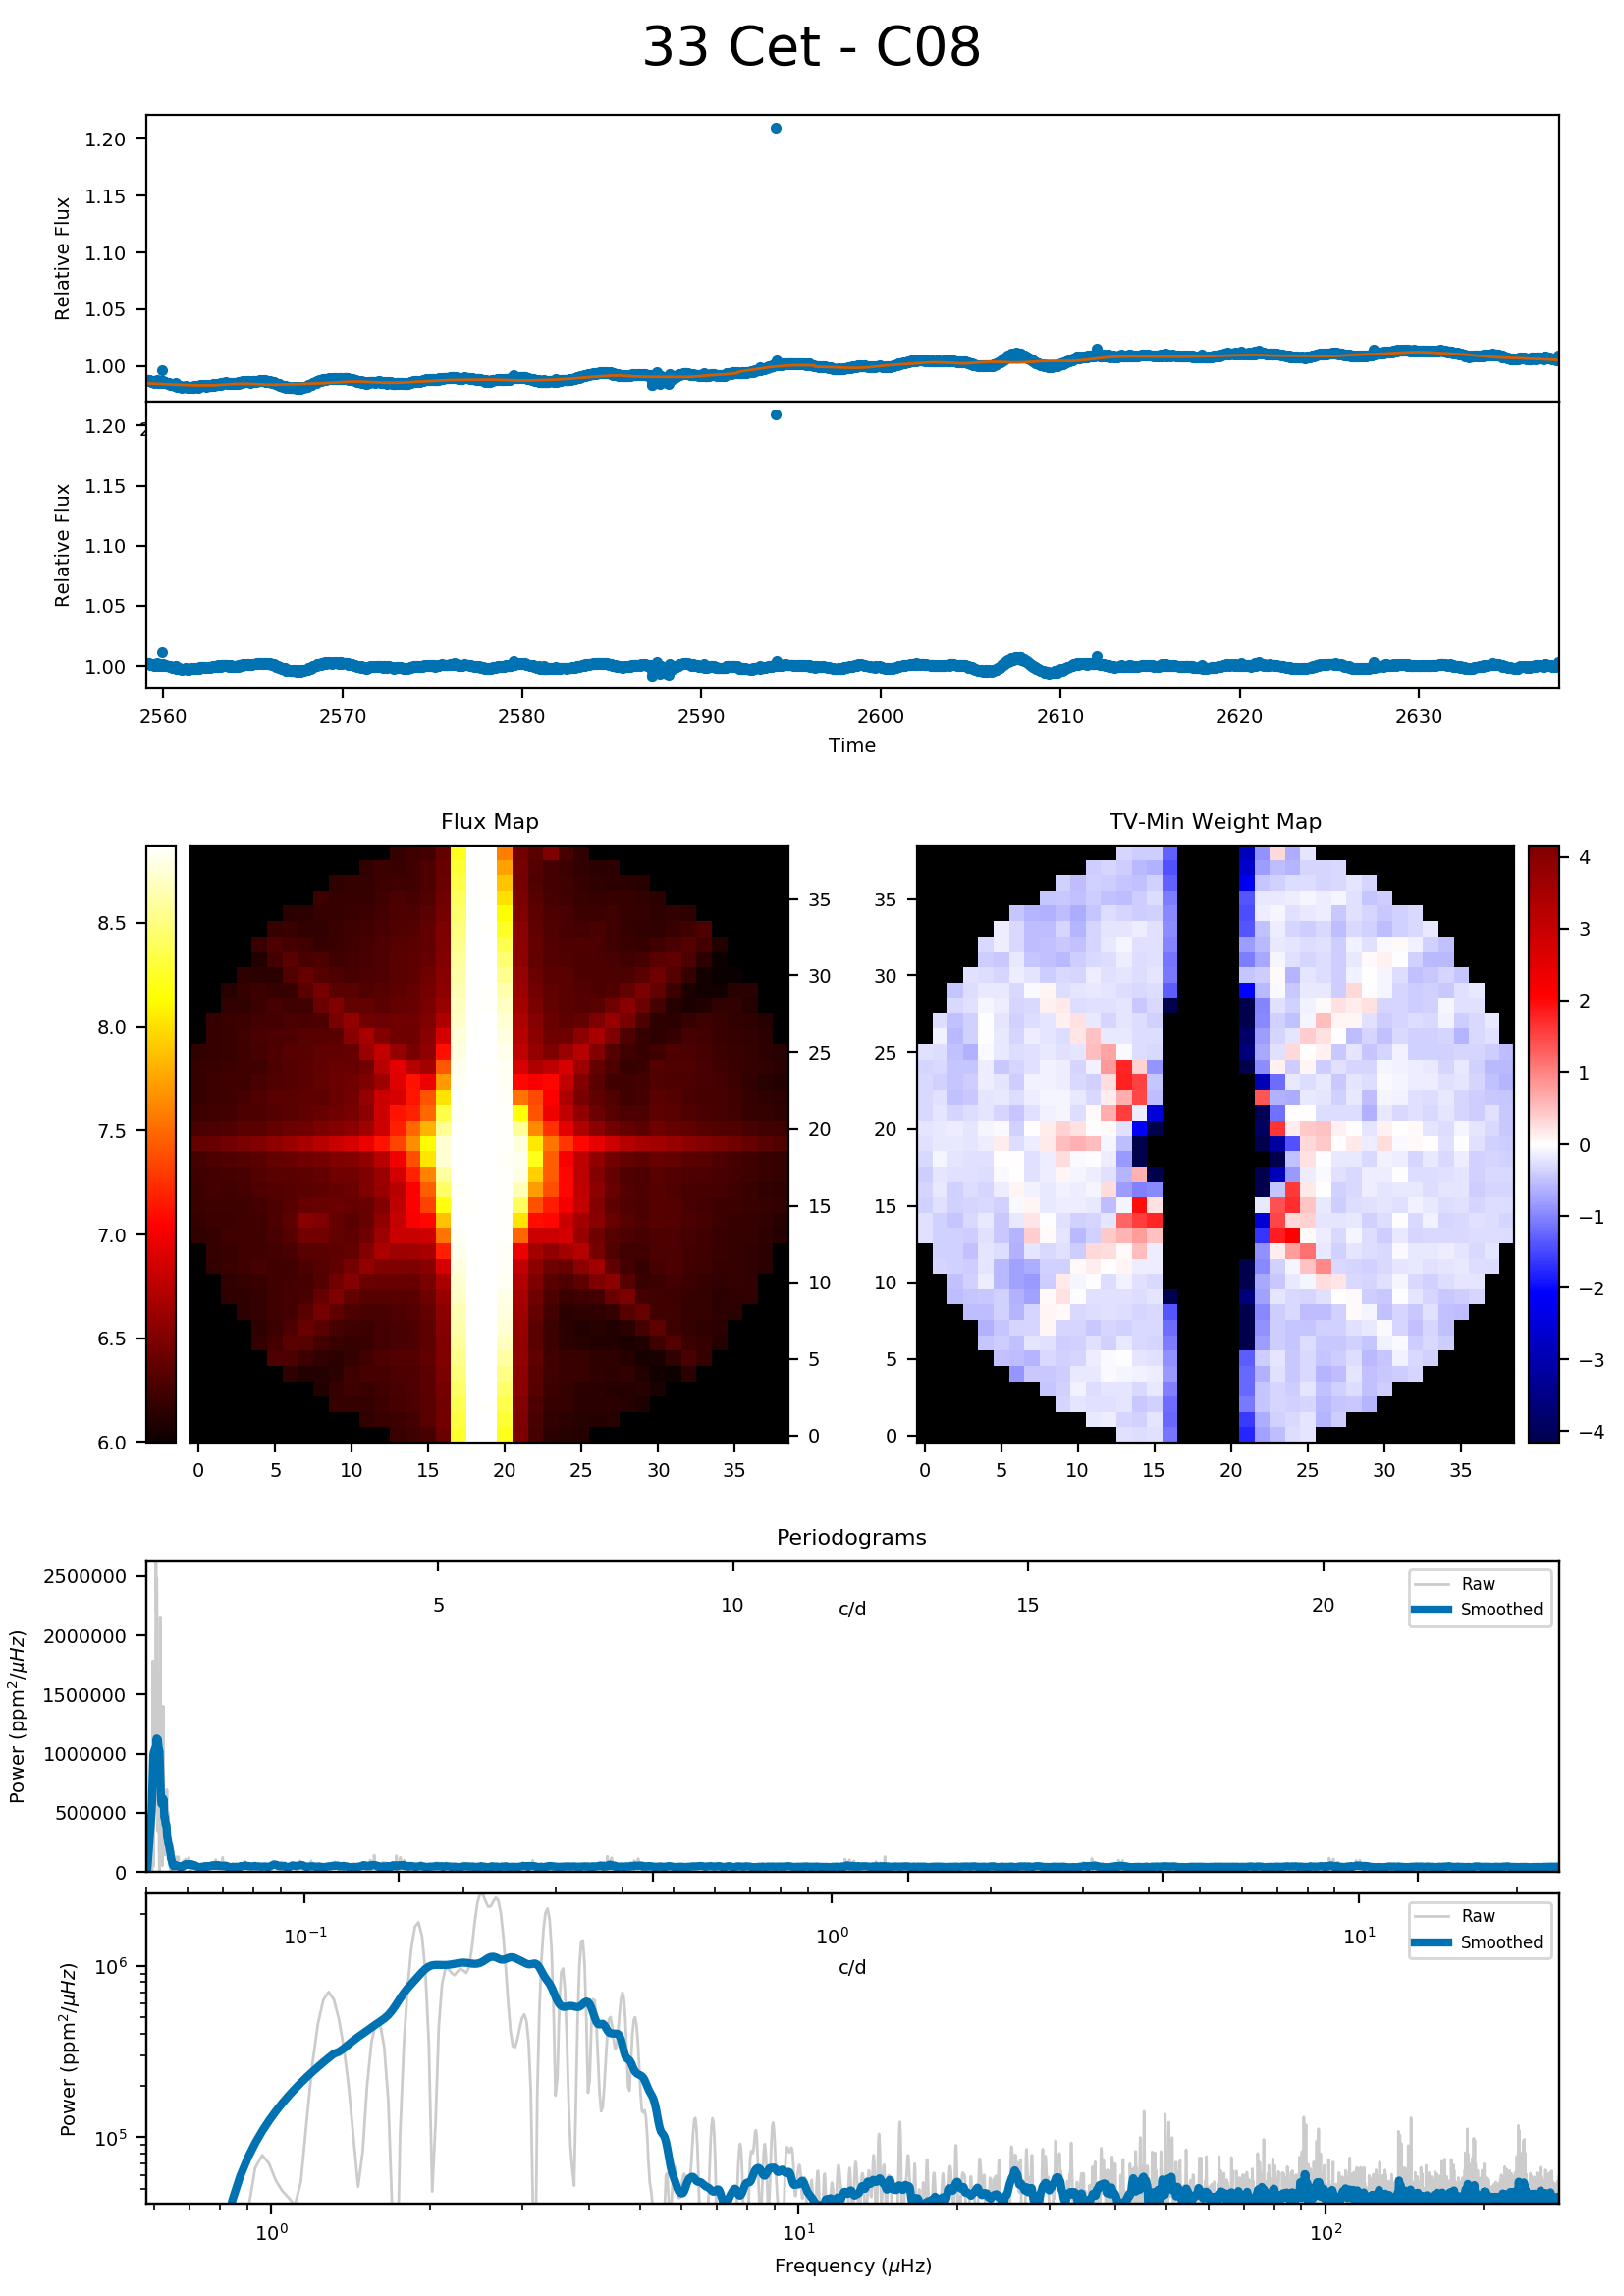 33 Cet - C08
1.20
1.15
1.10
1.05
1.00
Relative Flux
1.20
1.15
1.10
1.05
1.00
Relative Flux
2560 2570 2580 2590 2600 2610 2620 2630
Time
Flux Map
TV-Min Weight Map
8.5
8.0
7.5
7.0
6.5
6.0
35
30
25
20
15
10
5
0
0 5 10 15 20 25 30 35
35
30
25
20
15
10
5
0
0 5 10 15 20 25 30 35
4
3
2
1
0
−1
−2
−3
−4
Periodograms
2500000
2000000
1500000
1000000
500000
0
Power (ppm²/μHz)
5 10 15 20
c/d
Raw
Smoothed
10⁻¹ 10⁰ 10¹
c/d
Raw
Smoothed
10⁶
10⁵
Power (ppm²/μHz)
10⁰ 10¹ 10²
Frequency (μHz)